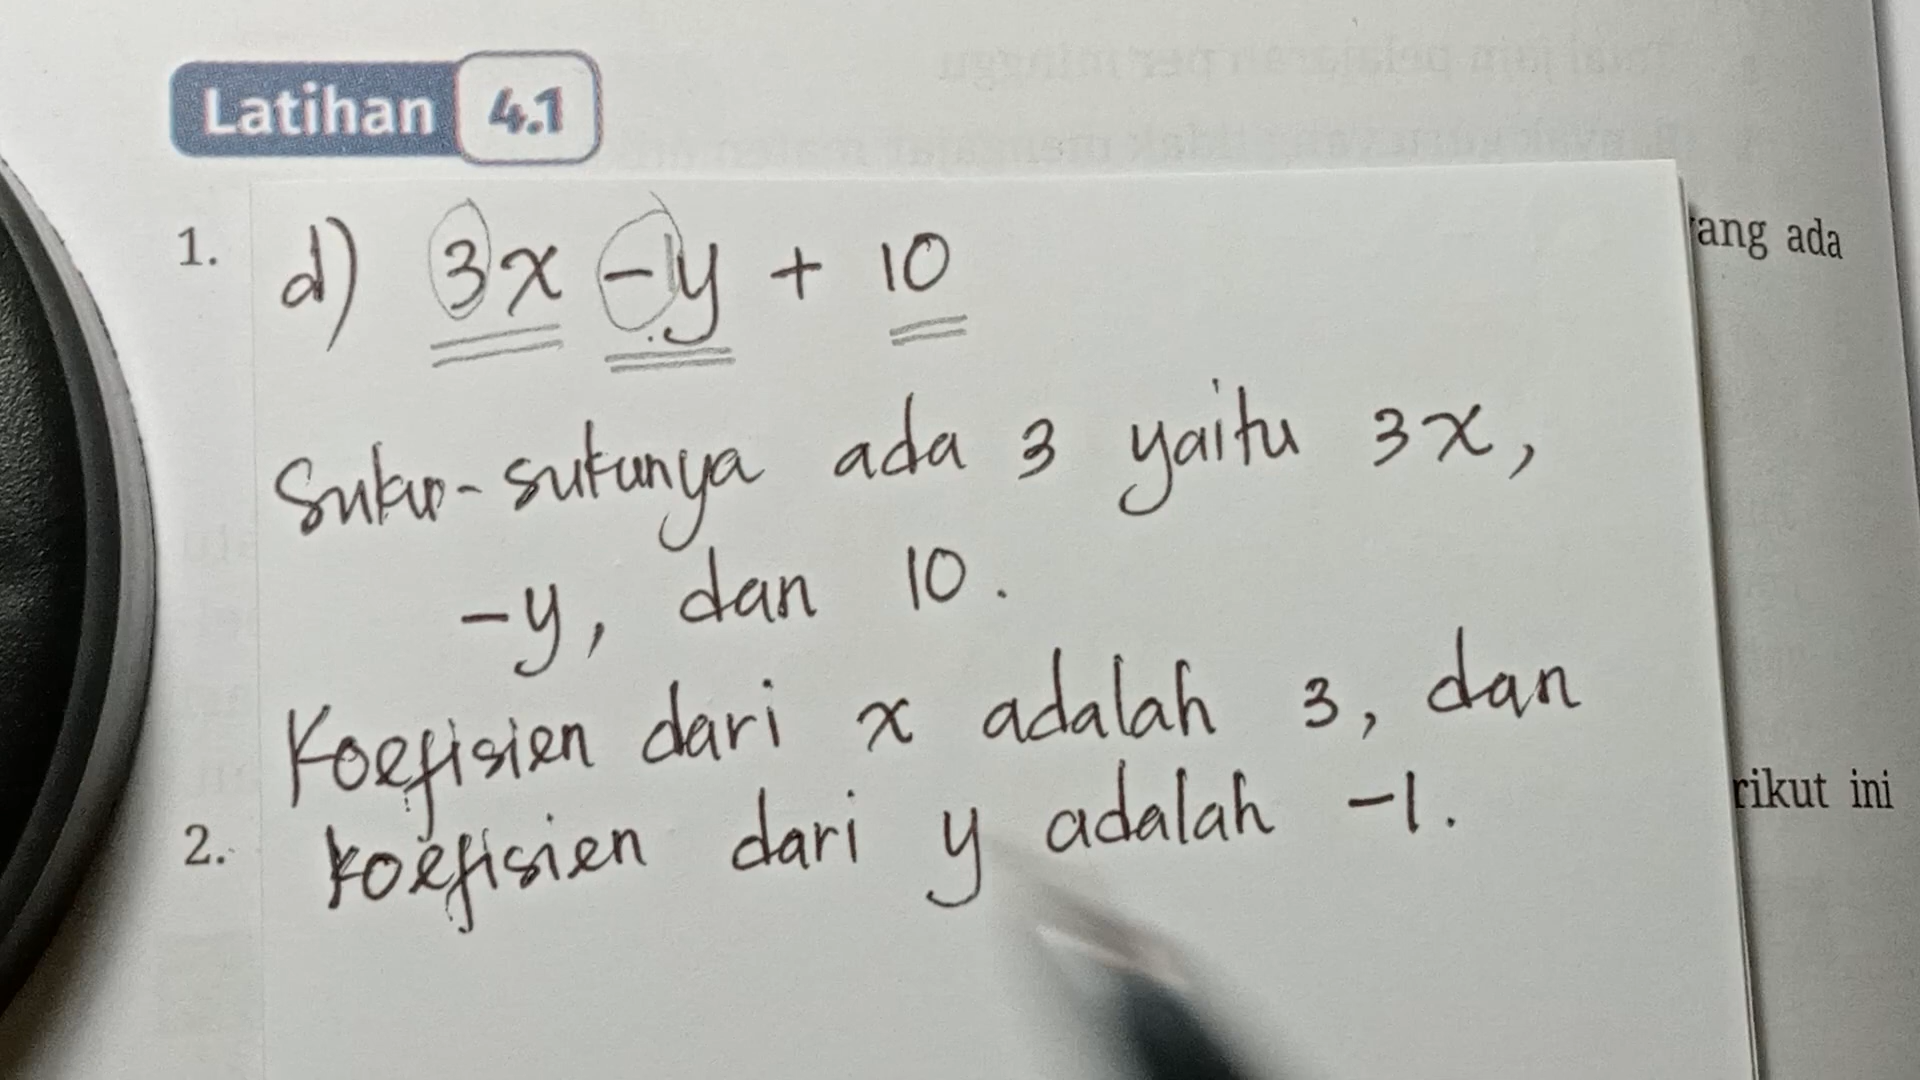 Latihan 4.1
1.
d) 3x -1y + 10
ang ada
Suku-sukunya ada 3 yaitu 3x,
-y, dan 10.
Koefisien dari x adalah 3, dan
rikut ini
2.
koefisien dari y adalah -1.